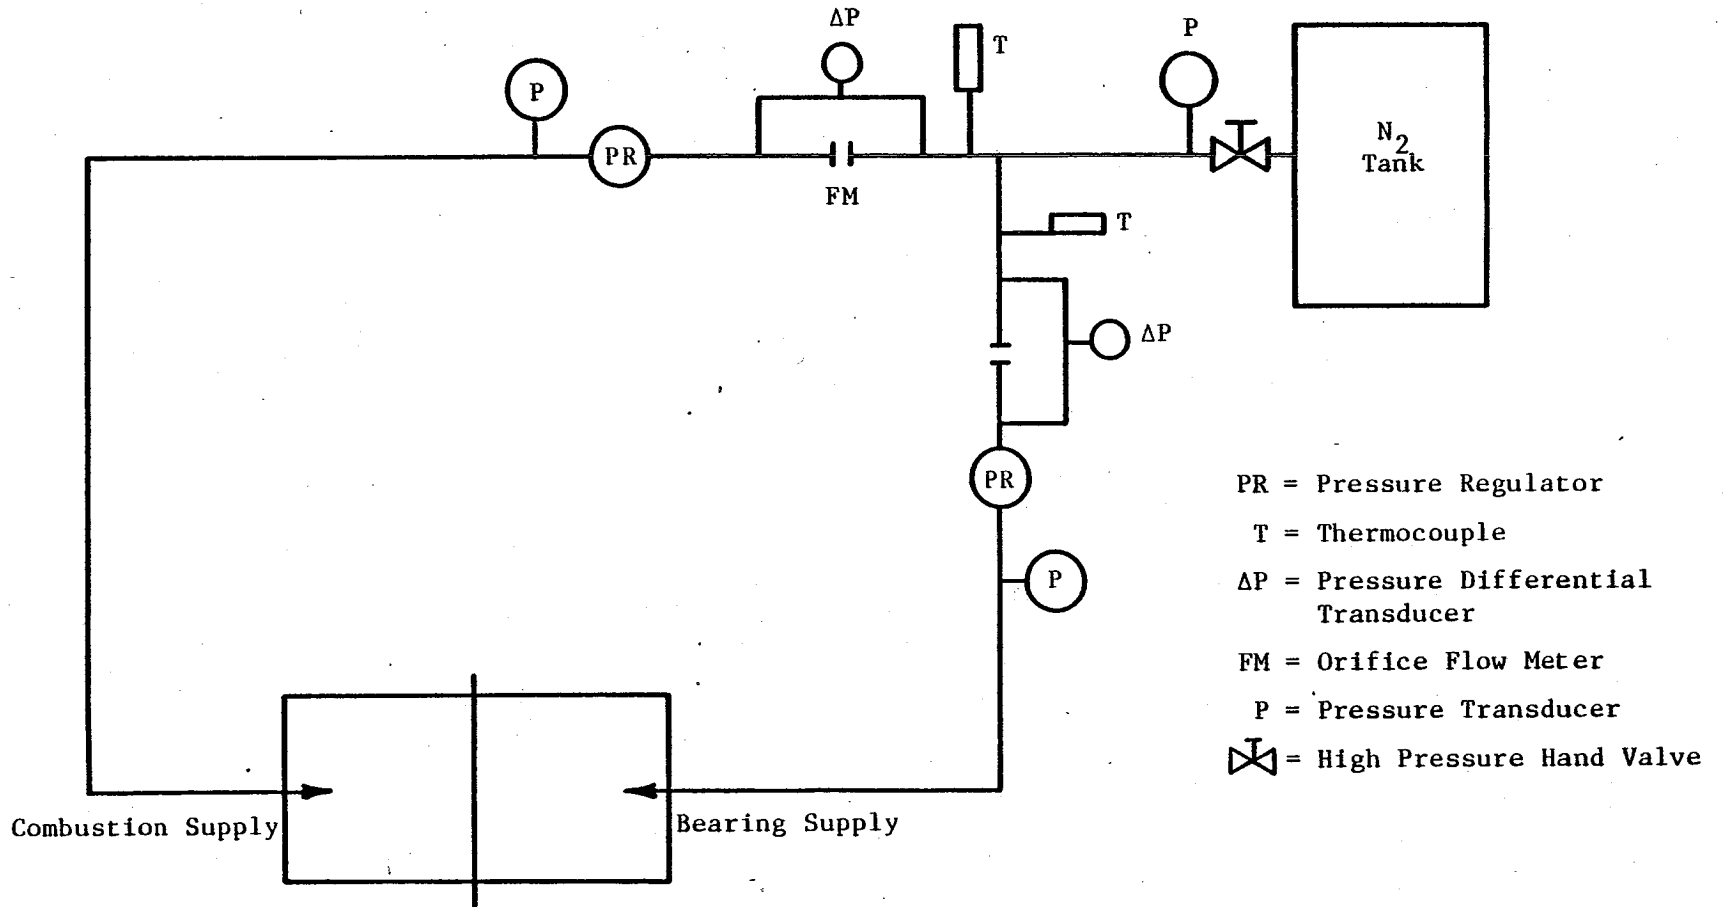 ΔP
T
P
P
N2
Tank
PR
FM
T
ΔP
PR
P
PR = Pressure Regulator
T = Thermocouple
ΔP = Pressure Differential
Transducer
FM = Orifice Flow Meter
P = Pressure Transducer
= High Pressure Hand Valve
Combustion Supply
Bearing Supply